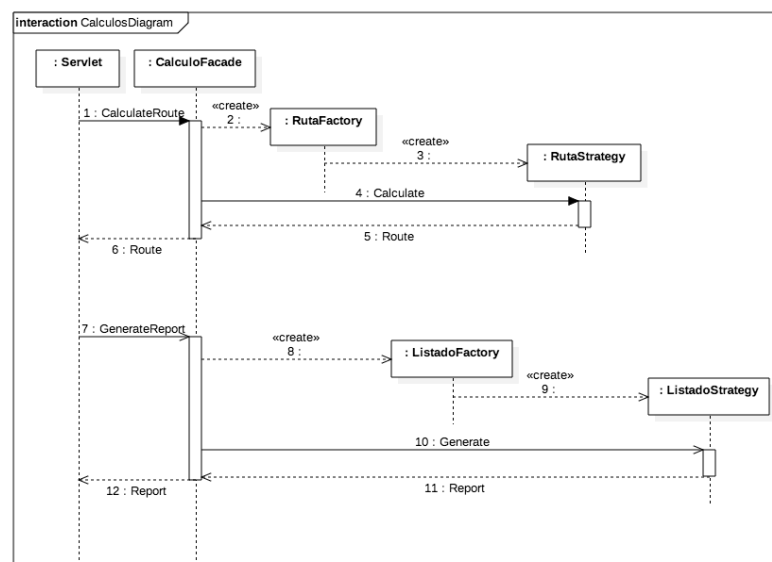 interaction CalculosDiagram
: Servlet
: CalculoFacade
1 : CalculateRoute
«create»
2 :
: RutaFactory
«create»
3 :
: RutaStrategy
4 : Calculate
5 : Route
6 : Route
7 : GenerateReport
«create»
8 :
: ListadoFactory
«create»
9 :
: ListadoStrategy
10 : Generate
11 : Report
12 : Report